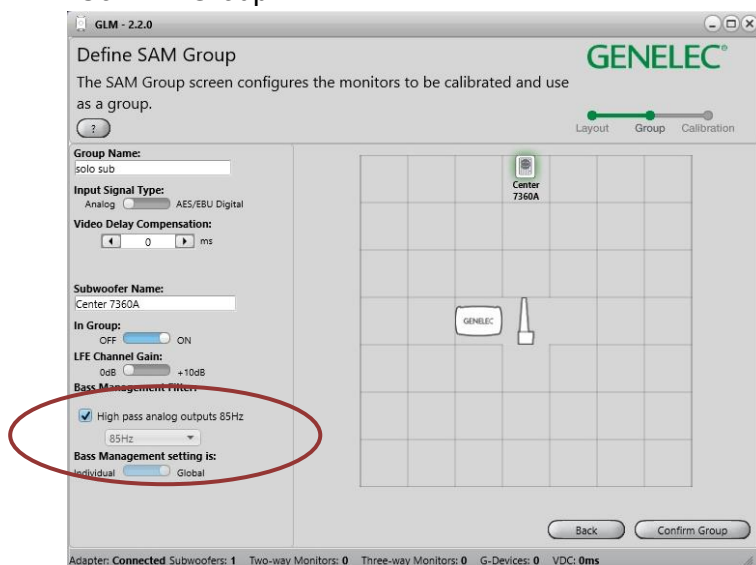 GLM - 2.2.0
Define SAM Group
GENELEC®
The SAM Group screen configures the monitors to be calibrated and use
as a group.
?
Layout Group Calibration
Group Name:
solo sub
Input Signal Type:
Analog AES/EBU Digital
Video Delay Compensation:
0 ms
Center
7360A
Subwoofer Name:
Center 7360A
In Group:
OFF ON
GENELEC
LFE Channel Gain:
0dB +10dB
Bass Management Filter:
High pass analog outputs 85Hz
85Hz
Bass Management setting is:
Individual Global
Back Confirm Group
Adapter: Connected Subwoofers: 1 Two-way Monitors: 0 Three-way Monitors: 0 G-Devices: 0 VDC: 0ms